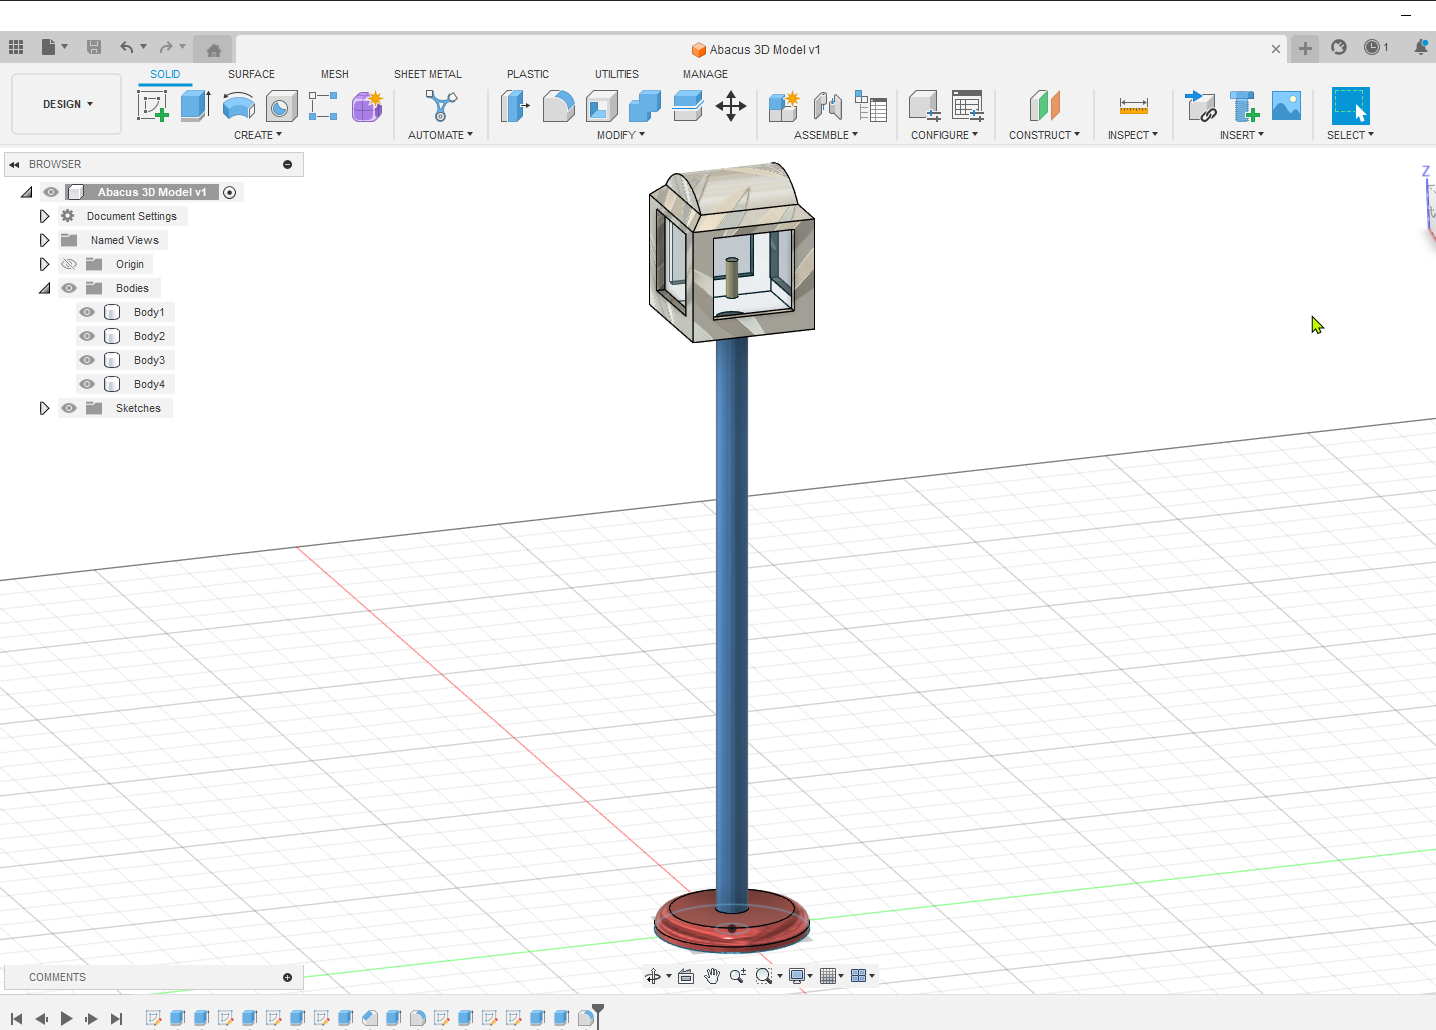 Abacus 3D Model v1
1
SOLID
SURFACE
MESH
SHEET METAL
PLASTIC
UTILITIES
MANAGE
DESIGN
CREATE
AUTOMATE
MODIFY
ASSEMBLE
CONFIGURE
CONSTRUCT
INSPECT
INSERT
SELECT
BROWSER
Abacus 3D Model v1
Document Settings
Named Views
Origin
Bodies
Body1
Body2
Body3
Body4
Sketches
Z
COMMENTS